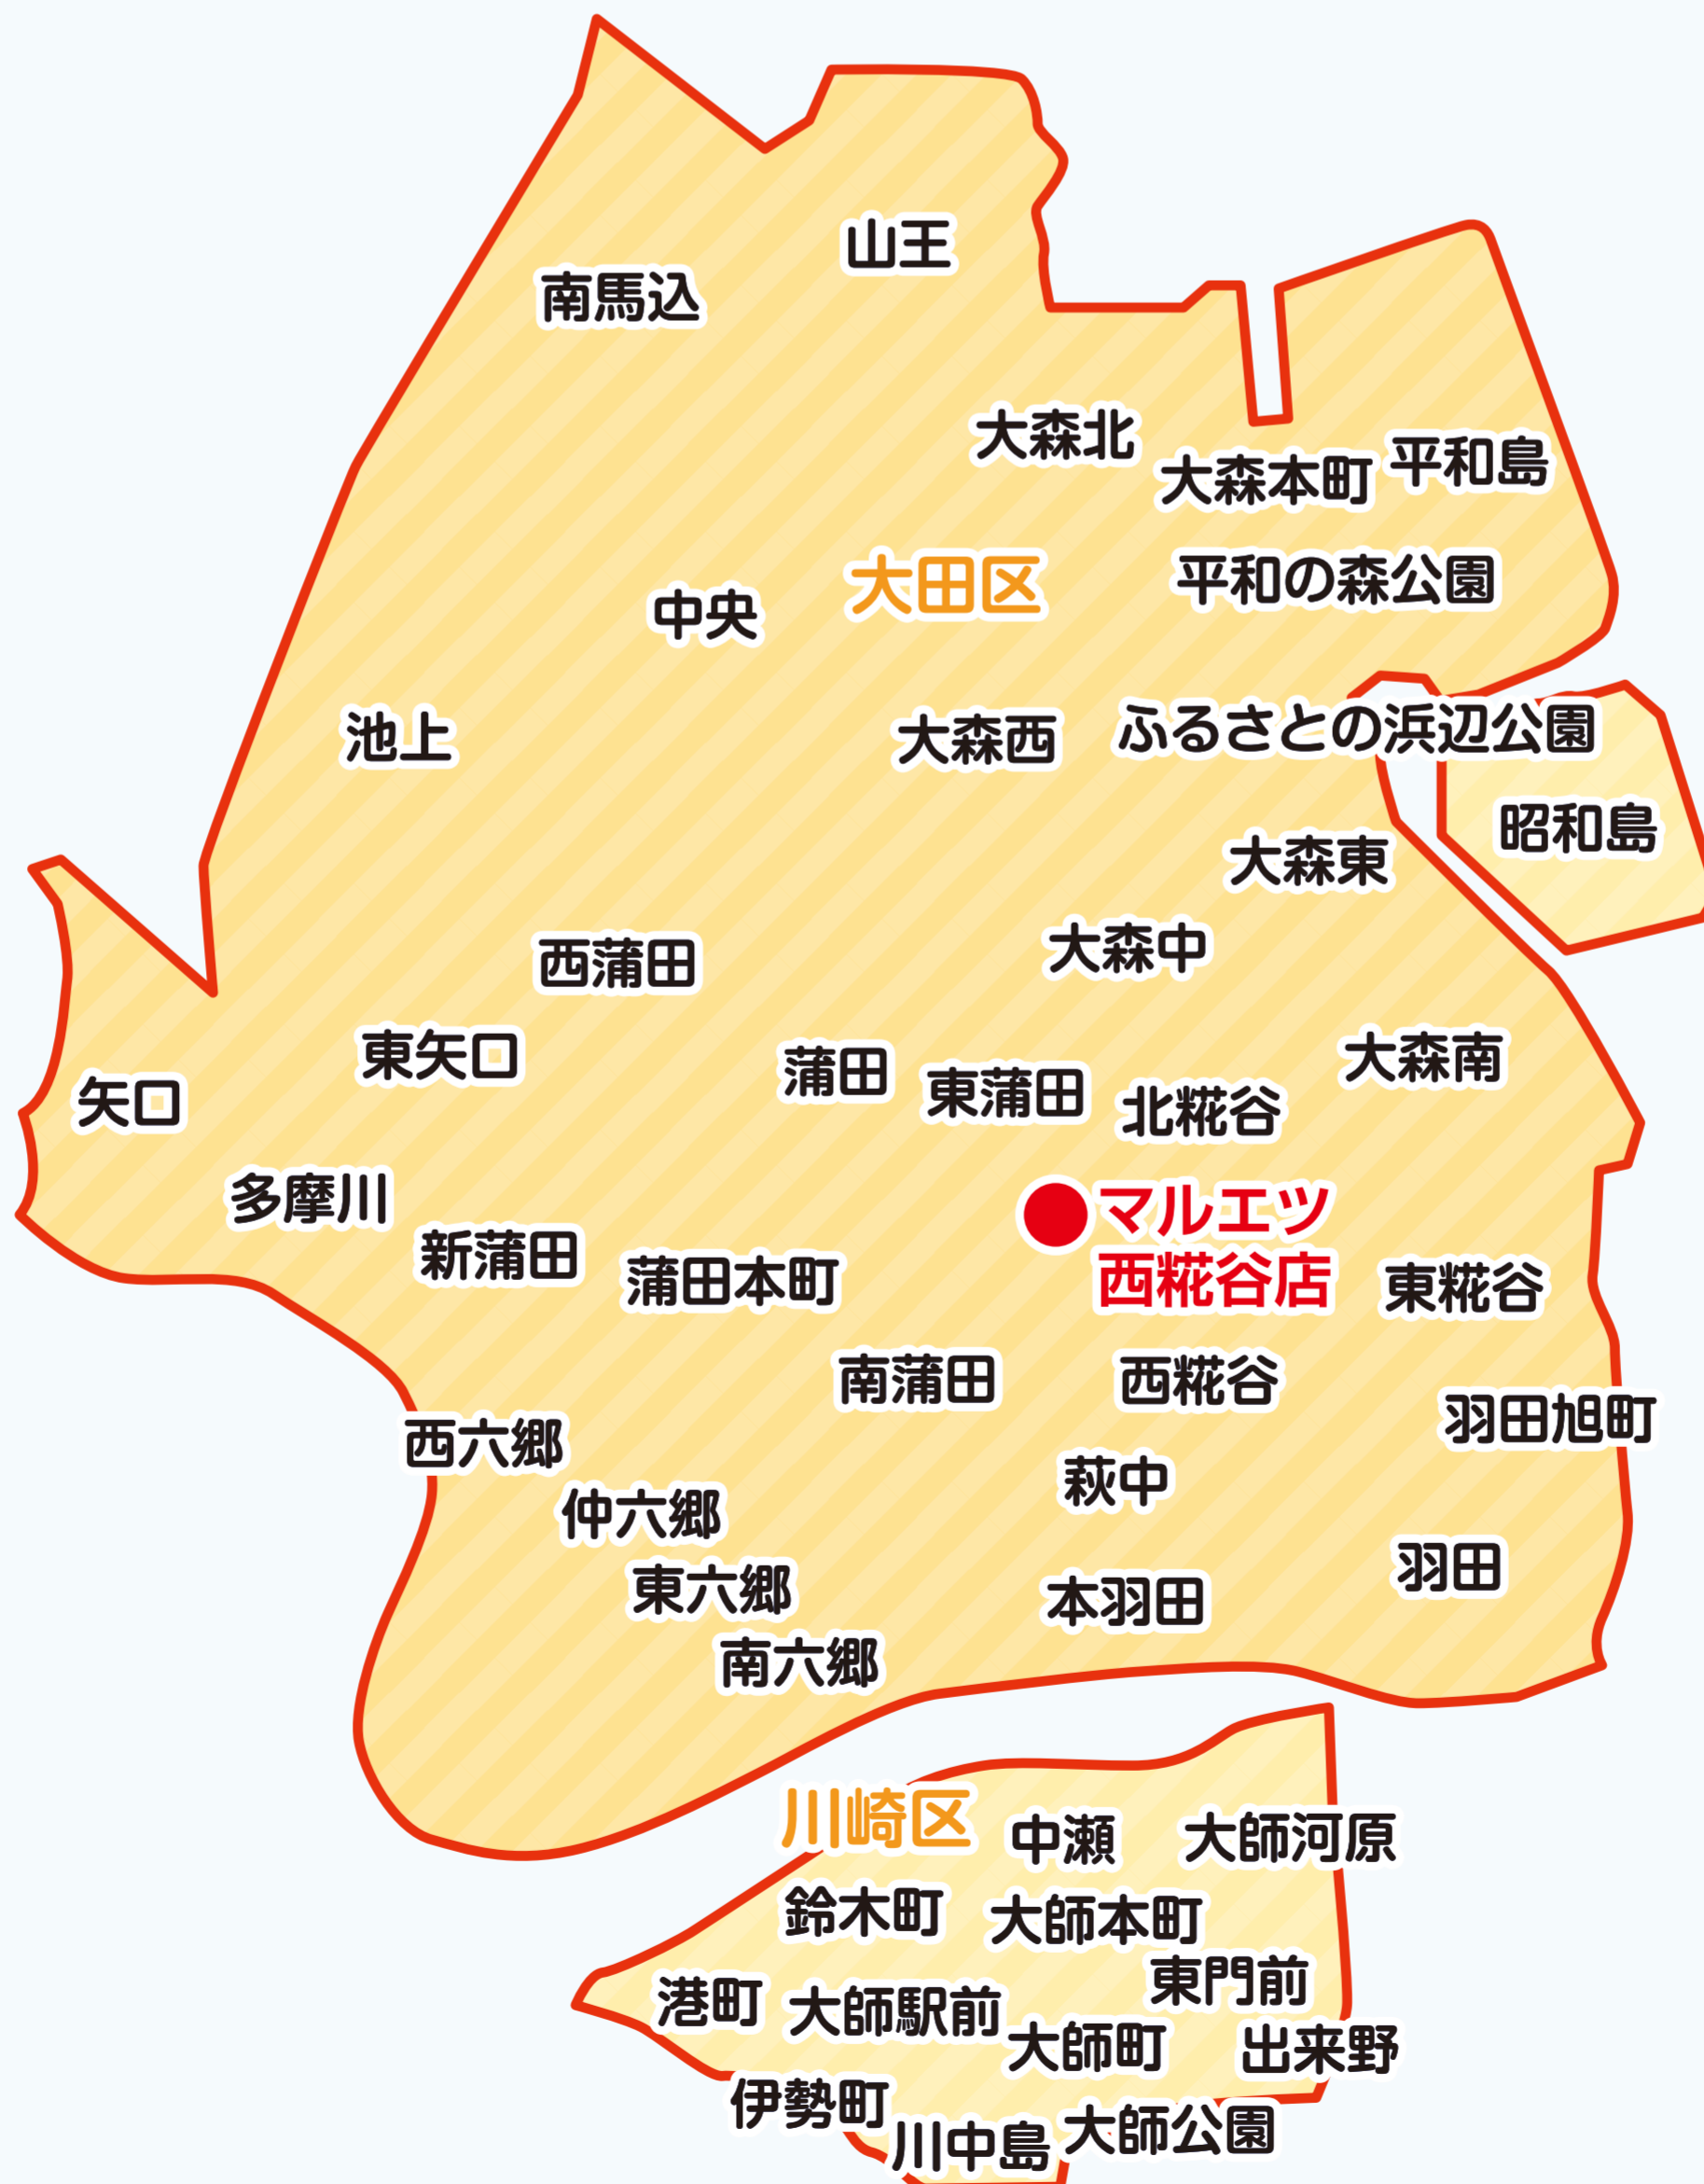 山王
南馬込
大森北
平和島
大森本町
大田区
平和の森公園
中央
池上
大森西
ふるさとの浜辺公園
昭和島
大森東
大森中
西蒲田
東矢口
大森南
蒲田
東蒲田
矢口
北糀谷
多摩川
マルエツ
西糀谷店
新蒲田
蒲田本町
東糀谷
南蒲田
西糀谷
羽田旭町
西六郷
萩中
仲六郷
羽田
東六郷
本羽田
南六郷
川崎区
中瀬
大師河原
鈴木町
大師本町
東門前
港町
大師駅前
大師町
出来野
伊勢町
大師公園
川中島